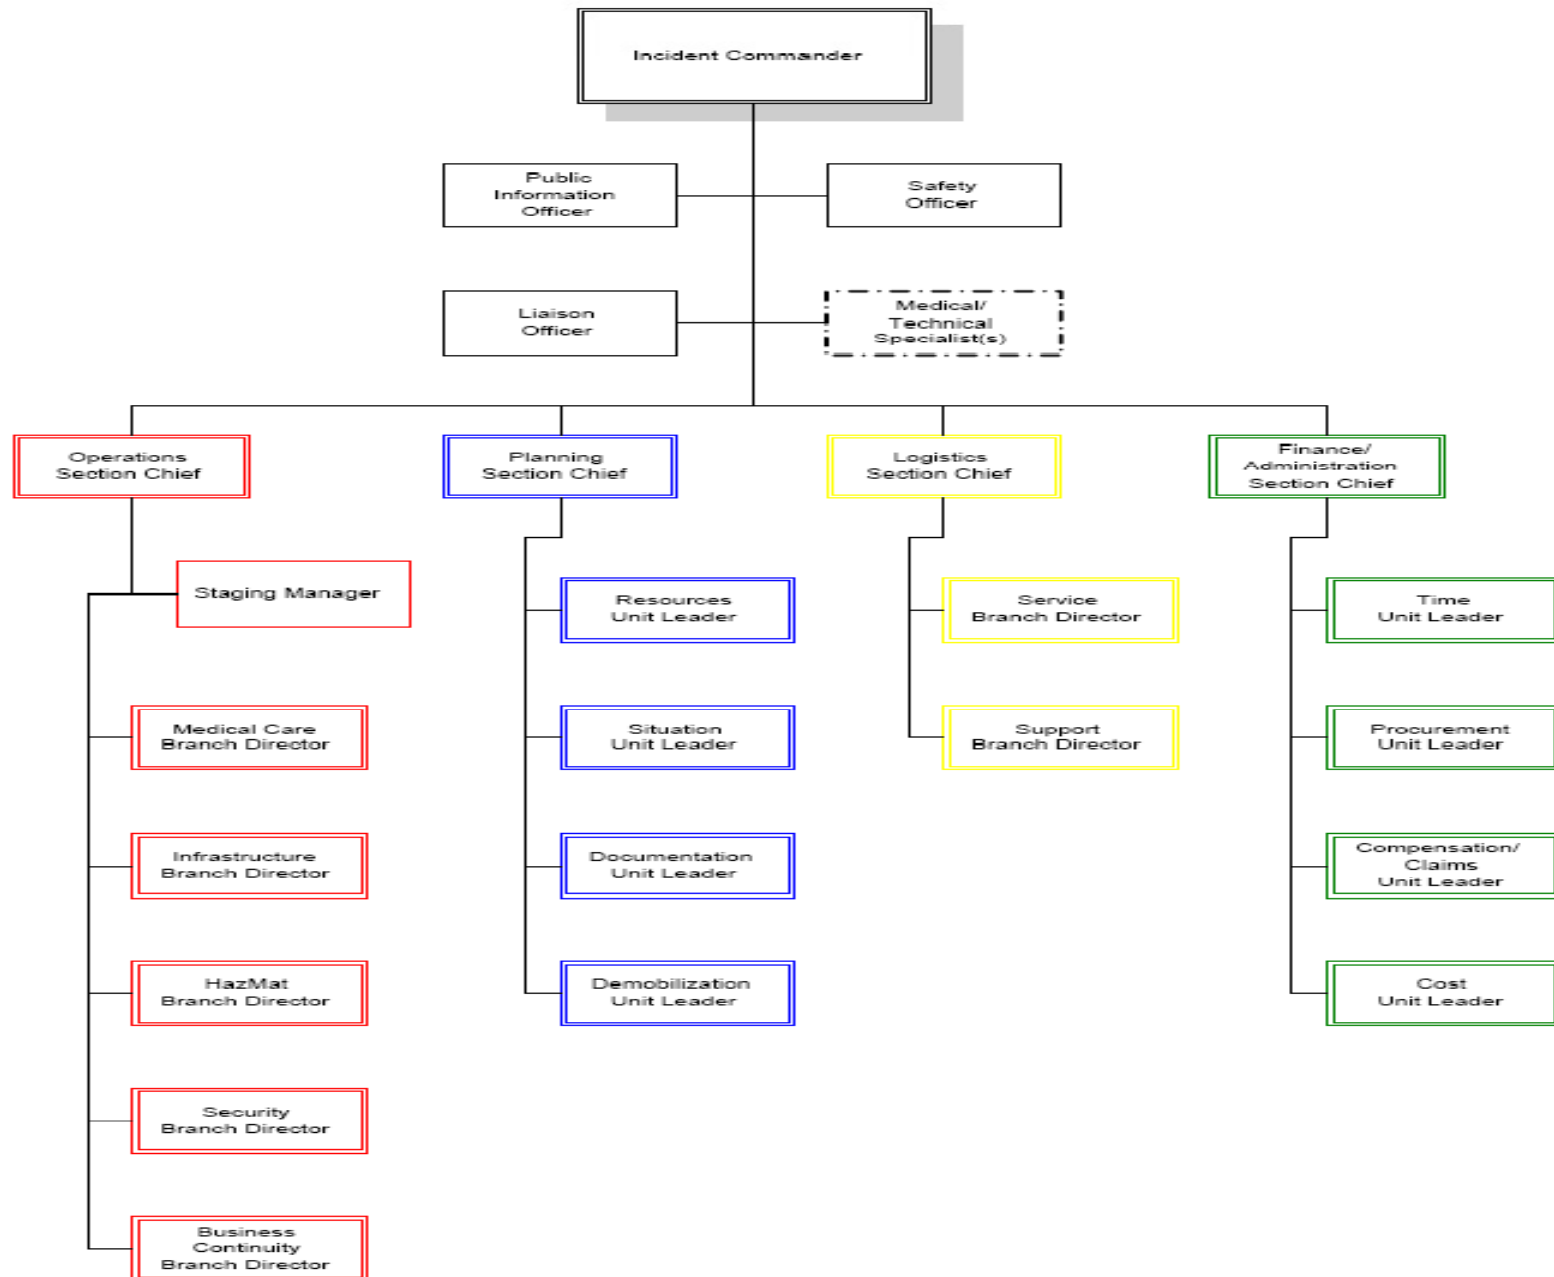 Incident Commander
Public
Information
Officer
Safety
Officer
Liaison
Officer
Medical/
Technical
Specialist(s)
Operations
Section Chief
Planning
Section Chief
Logistics
Section Chief
Finance/
Administration
Section Chief
Staging Manager
Medical Care
Branch Director
Infrastructure
Branch Director
HazMat
Branch Director
Security
Branch Director
Business
Continuity
Branch Director
Resources
Unit Leader
Situation
Unit Leader
Documentation
Unit Leader
Demobilization
Unit Leader
Service
Branch Director
Support
Branch Director
Time
Unit Leader
Procurement
Unit Leader
Compensation/
Claims
Unit Leader
Cost
Unit Leader